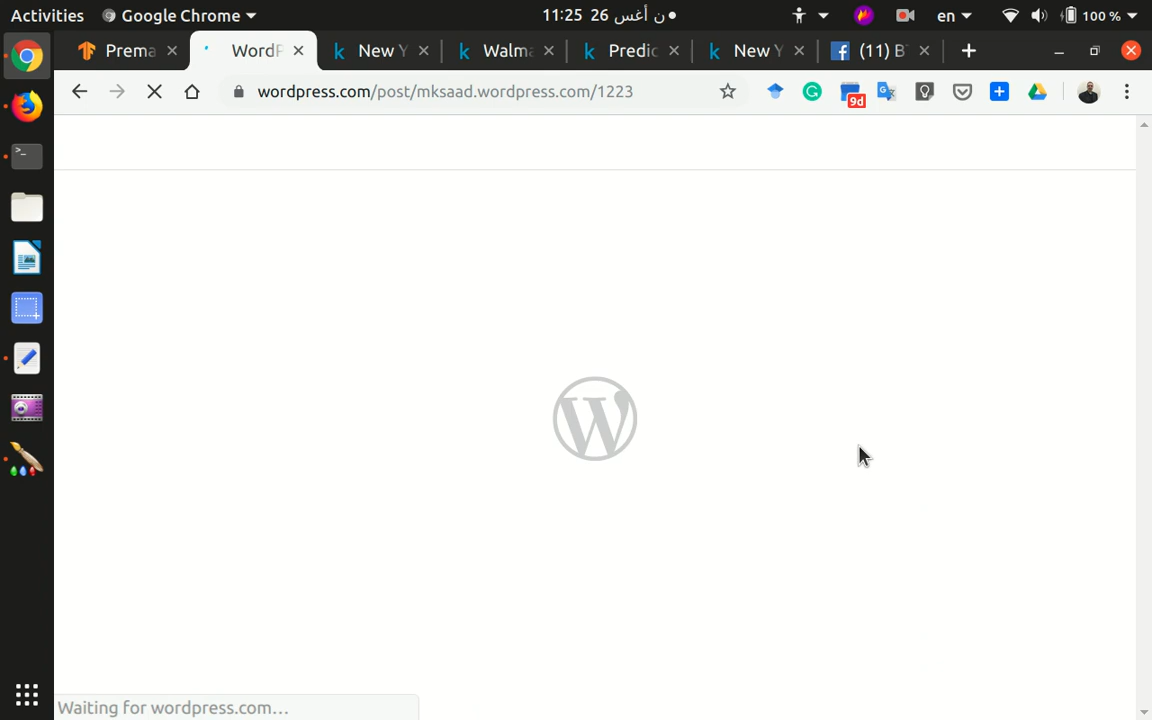 Activities Google Chrome 11:25 26 ن أغس en 100 %
Prema WordP New Y Walma Predic New Y (11) B
wordpress.com/post/mksaad.wordpress.com/1223
9d
Waiting for wordpress.com...